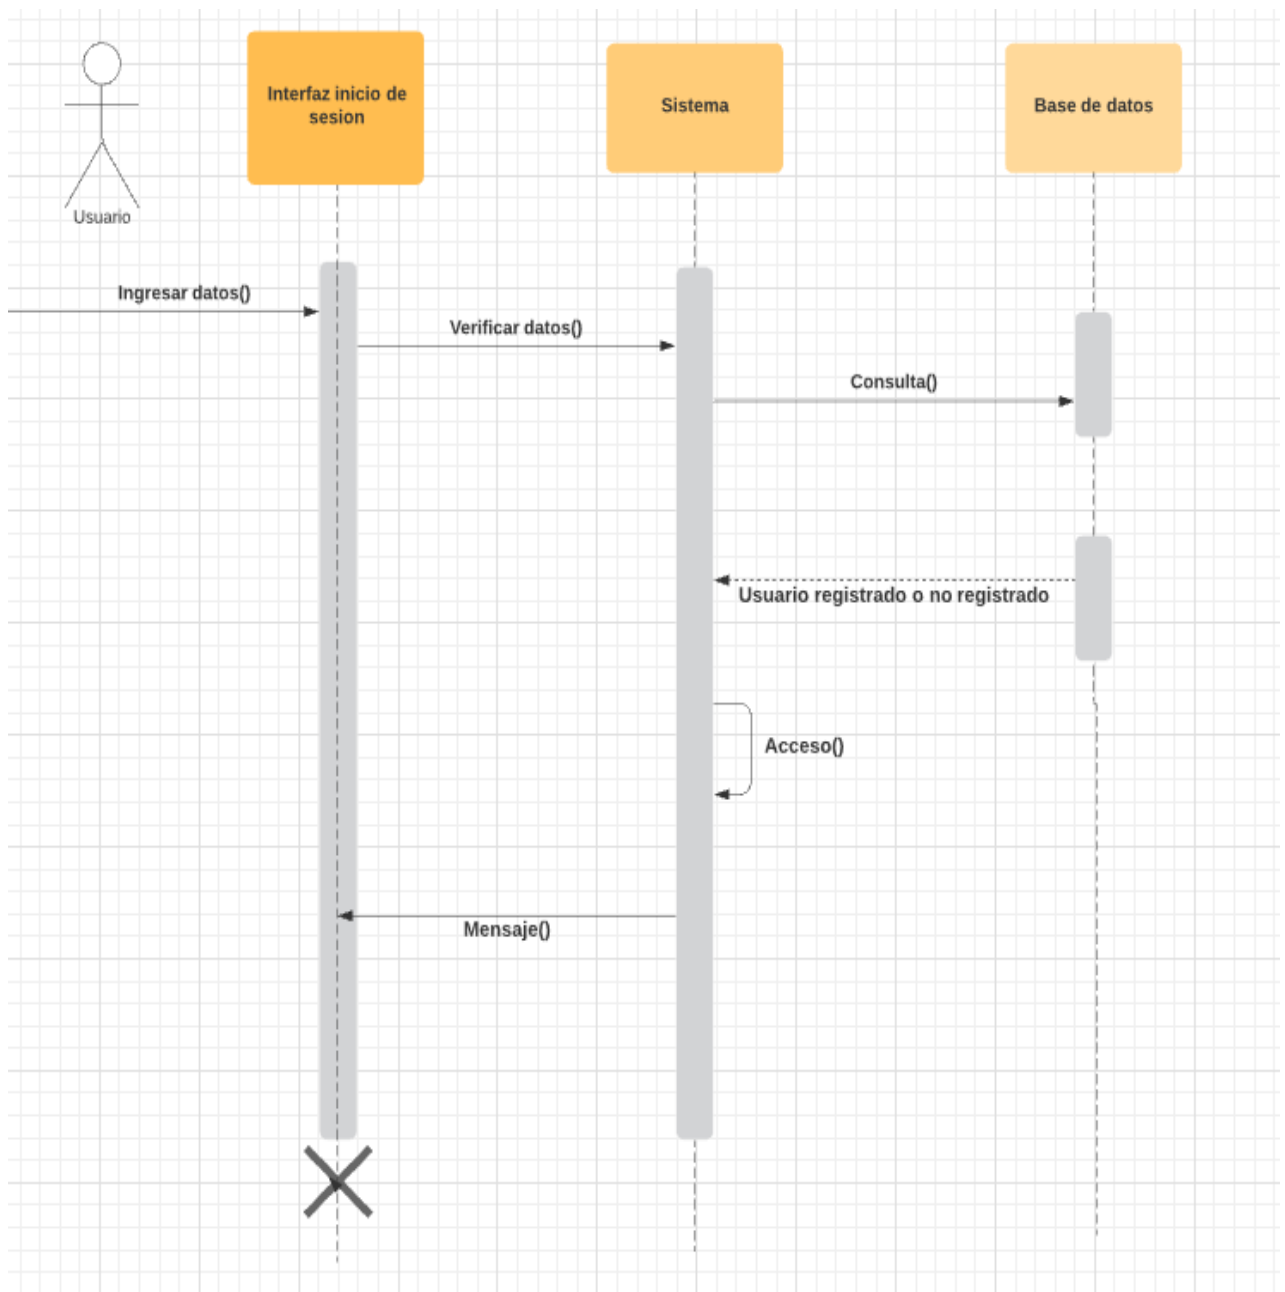 Interfaz inicio de
sesion
Sistema
Base de datos
Usuario
Ingresar datos()
Verificar datos()
Consulta()
Usuario registrado o no registrado
Acceso()
Mensaje()